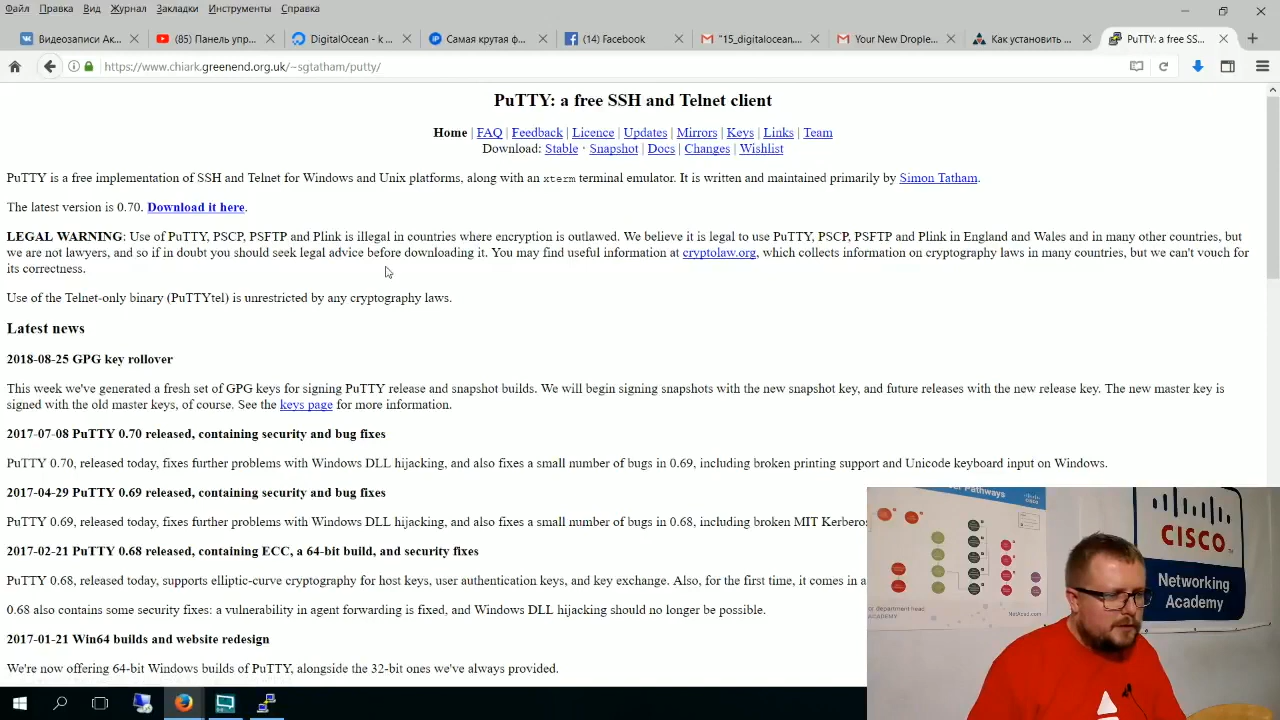 Файл Правка Вид Журнал Закладки Инструменты Справка
Видеозаписи Ак...
(85) Панель упр...
DigitalOcean - k ...
Самая крутая ф...
(14) Facebook
"15_digitalocean,...
Your New Drople...
Как установить ...
PuTTY: a free SS...
https://www.chiark.greenend.org.uk/~sgtatham/putty/
PuTTY: a free SSH and Telnet client
Home | FAQ | Feedback | Licence | Updates | Mirrors | Keys | Links | Team
Download: Stable · Snapshot | Docs | Changes | Wishlist
PuTTY is a free implementation of SSH and Telnet for Windows and Unix platforms, along with an xterm terminal emulator. It is written and maintained primarily by Simon Tatham.
The latest version is 0.70. Download it here.
LEGAL WARNING: Use of PuTTY, PSCP, PSFTP and Plink is illegal in countries where encryption is outlawed. We believe it is legal to use PuTTY, PSCP, PSFTP and Plink in England and Wales and in many other countries, but
we are not lawyers, and so if in doubt you should seek legal advice before downloading it. You may find useful information at cryptolaw.org, which collects information on cryptography laws in many countries, but we can't vouch for
its correctness.
Use of the Telnet-only binary (PuTTYtel) is unrestricted by any cryptography laws.
Latest news
2018-08-25 GPG key rollover
This week we've generated a fresh set of GPG keys for signing PuTTY release and snapshot builds. We will begin signing snapshots with the new snapshot key, and future releases with the new release key. The new master key is
signed with the old master keys, of course. See the keys page for more information.
2017-07-08 PuTTY 0.70 released, containing security and bug fixes
PuTTY 0.70, released today, fixes further problems with Windows DLL hijacking, and also fixes a small number of bugs in 0.69, including broken printing support and Unicode keyboard input on Windows.
2017-04-29 PuTTY 0.69 released, containing security and bug fixes
PuTTY 0.69, released today, fixes further problems with Windows DLL hijacking, and also fixes a small number of bugs in 0.68, including broken MIT Kerberos
2017-02-21 PuTTY 0.68 released, containing ECC, a 64-bit build, and security fixes
PuTTY 0.68, released today, supports elliptic-curve cryptography for host keys, user authentication keys, and key exchange. Also, for the first time, it comes in a
0.68 also contains some security fixes: a vulnerability in agent forwarding is fixed, and Windows DLL hijacking should no longer be possible.
2017-01-21 Win64 builds and website redesign
We're now offering 64-bit Windows builds of PuTTY, alongside the 32-bit ones we've always provided.
Pathways
department head
ACADEMY
NetAcad.com
CISCO
Networking
Academy